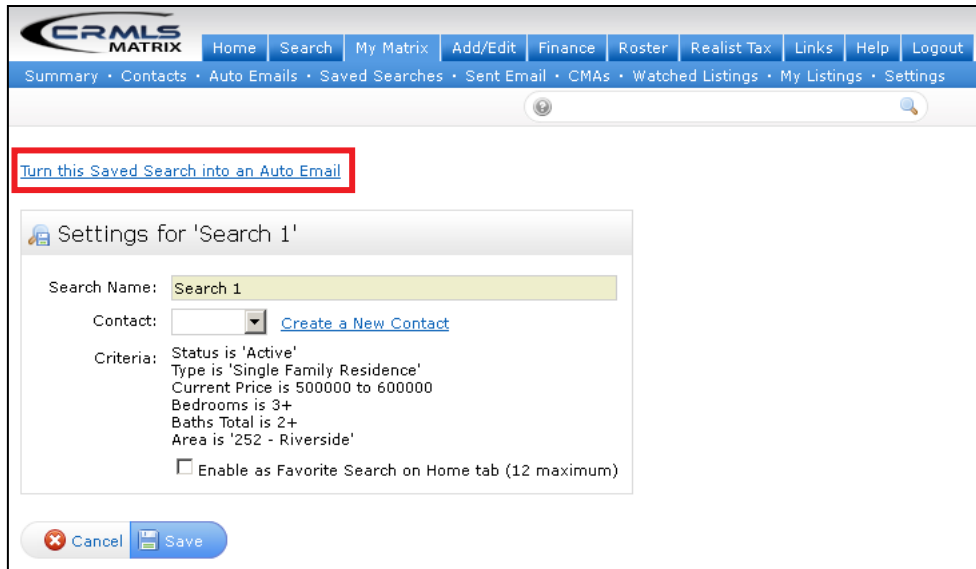 CRMLS
MATRIX
Home Search My Matrix Add/Edit Finance Roster Realist Tax Links Help Logout
Summary • Contacts • Auto Emails • Saved Searches • Sent Email • CMAs • Watched Listings • My Listings • Settings
Turn this Saved Search into an Auto Email
Settings for 'Search 1'
Search Name: Search 1
Contact: Create a New Contact
Criteria: Status is 'Active'
Type is 'Single Family Residence'
Current Price is 500000 to 600000
Bedrooms is 3+
Baths Total is 2+
Area is '252 - Riverside'
Enable as Favorite Search on Home tab (12 maximum)
Cancel Save